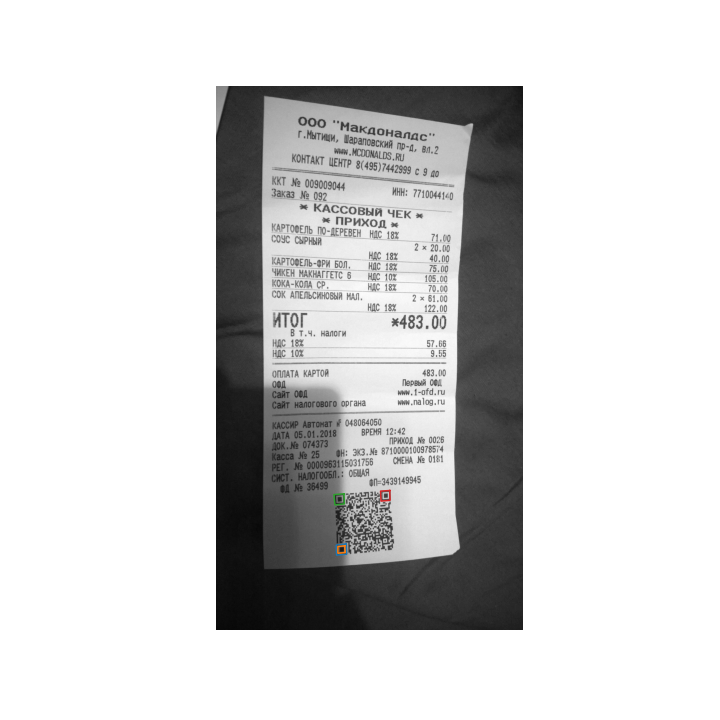 ООО "Макдоналдс"
г.Мытищи, Шараповский пр-д, вл.2
www.MCDONALDS.RU
КОНТАКТ ЦЕНТР 8(495)7442999 с 9 до
ККТ № 009009044 ИНН: 7710044140
Заказ № 092
* КАССОВЫЙ ЧЕК *
* ПРИХОД *
КАРТОФЕЛЬ ПО-ДЕРЕВЕН НДС 18% 71.00
СОУС СЫРНЫЙ 2 × 20.00
НДС 18% 40.00
КАРТОФЕЛЬ-ФРИ БОЛ. НДС 18% 75.00
ЧИКЕН МАКНАГГЕТС 6 НДС 10% 105.00
КОКА-КОЛА СР. НДС 18% 70.00
СОК АПЕЛЬСИНОВЫЙ МАЛ. 2 × 61.00
НДС 18% 122.00
ИТОГ *483.00
В т.ч. налоги
НДС 18% 57.66
НДС 10% 9.55
ОПЛАТА КАРТОЙ 483.00
ОФД Первый ОФД
Сайт ОФД www.1-ofd.ru
Сайт налогового органа www.nalog.ru
КАССИР Автомат # 048064050
ДАТА 05.01.2018 ВРЕМЯ 12:42
ДОК.№ 074373 ПРИХОД № 0026
Касса № 25 ФН: ЭКЗ.№ 8710000100978574
РЕГ. № 0000963115031756 СМЕНА № 0181
СИСТ. НАЛОГООБЛ.: ОБЩАЯ
ФД № 36499 ФП=3439149945